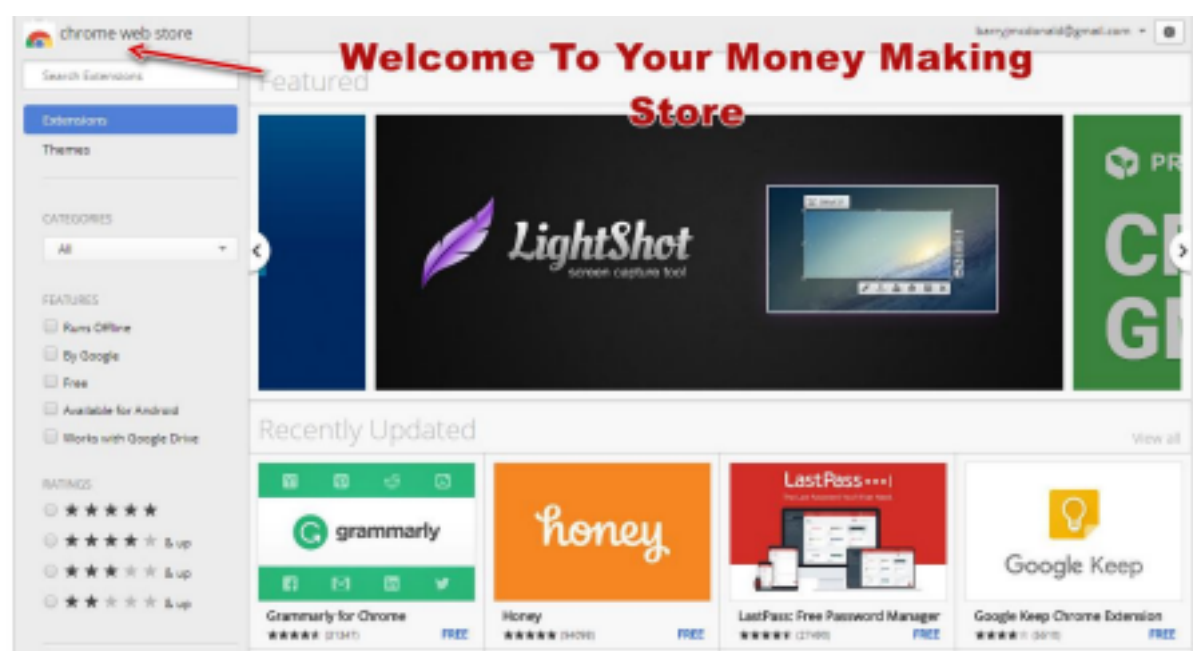 chrome web store
Welcome To Your Money Making
Store
Search Extensions
Featured
Extensions
Themes
CATEGORIES
All
FEATURES
Runs Offline
By Google
Free
Available for Android
Works with Google Drive
RATINGS
& up
& up
& up
LightShot
screen capture tool
PR
Recently Updated
View all
grammarly
honey
LastPass
Google Keep
Grammarly for Chrome
FREE
Honey
FREE
LastPass: Free Password Manager
FREE
Google Keep Chrome Extension
FREE